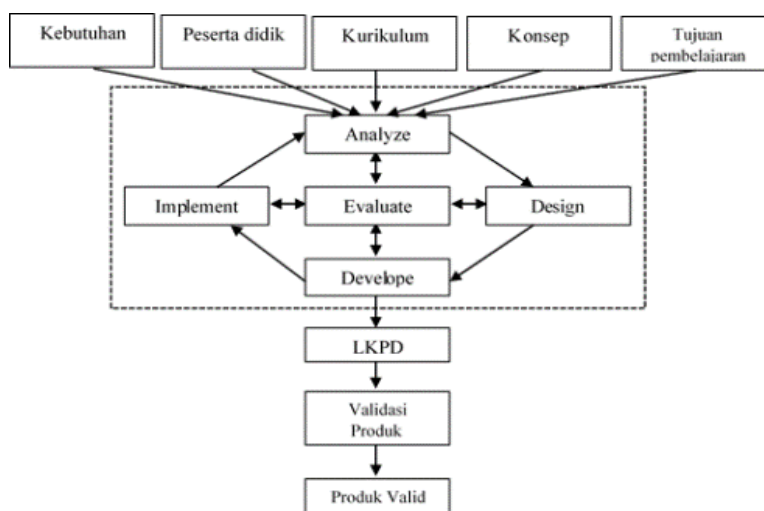 Kebutuhan
Peserta didik
Kurikulum
Konsep
Tujuan
pembelajaran
Analyze
Implement
Evaluate
Design
Develope
LKPD
Validasi
Produk
Produk Valid